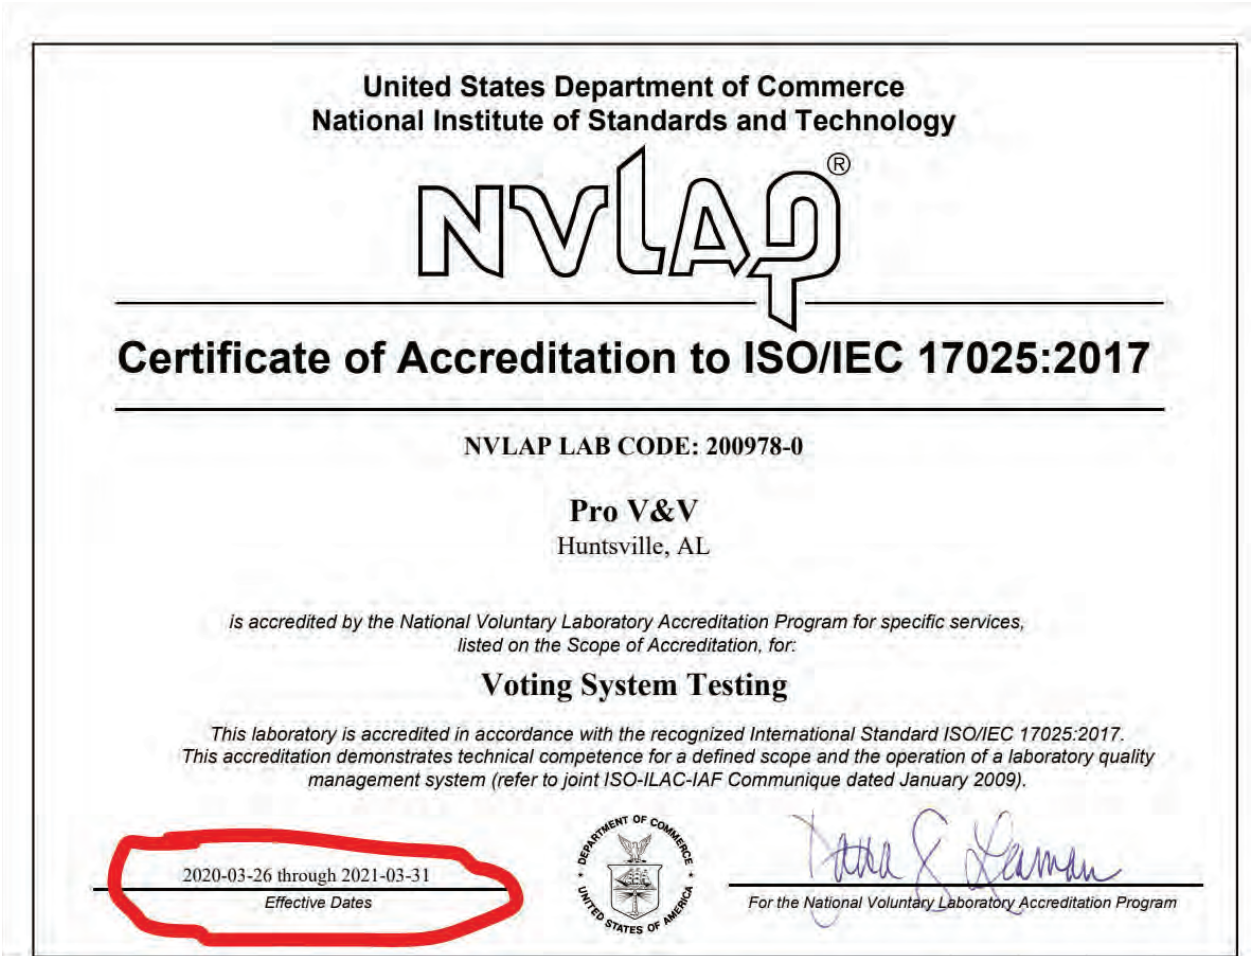 United States Department of Commerce
National Institute of Standards and Technology
NVLAP®
Certificate of Accreditation to ISO/IEC 17025:2017
NVLAP LAB CODE: 200978-0
Pro V&V
Huntsville, AL
is accredited by the National Voluntary Laboratory Accreditation Program for specific services,
listed on the Scope of Accreditation, for:
Voting System Testing
This laboratory is accredited in accordance with the recognized International Standard ISO/IEC 17025:2017.
This accreditation demonstrates technical competence for a defined scope and the operation of a laboratory quality
management system (refer to joint ISO-ILAC-IAF Communique dated January 2009).
2020-03-26 through 2021-03-31
Effective Dates
DEPARTMENT OF COMMERCE
UNITED STATES OF AMERICA
Dana S Leaman
For the National Voluntary Laboratory Accreditation Program